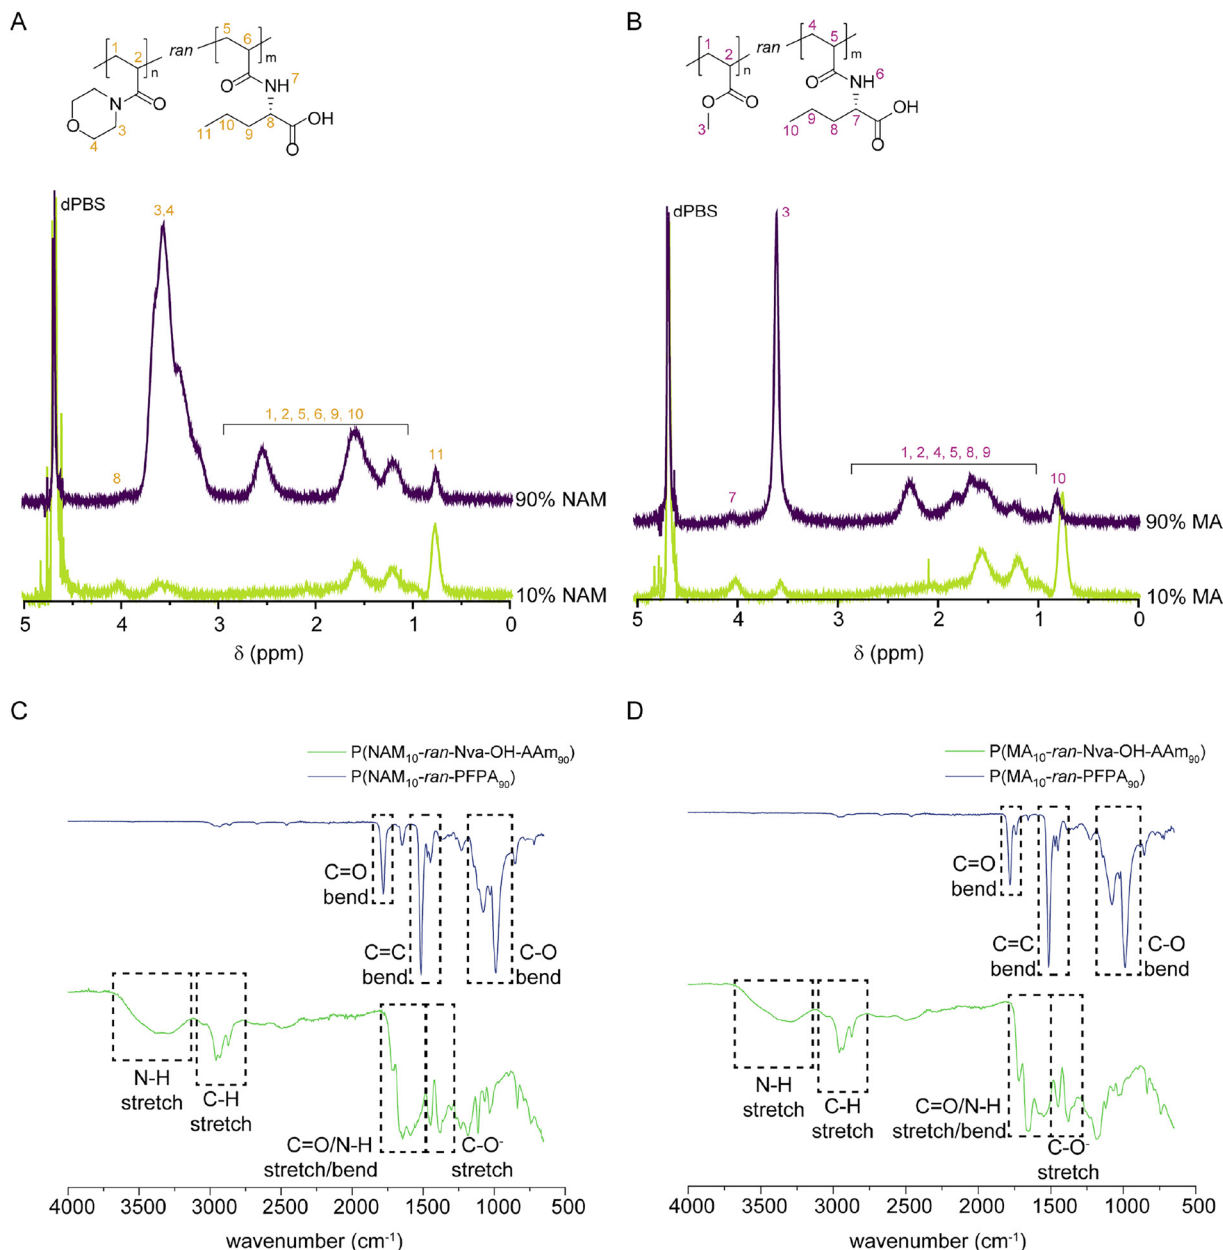 A
1
2
n
ran
5
6
m
N
O
O
3
4
O
NH
7
11
10
9
8
OH
O
dPBS
3,4
1, 2, 5, 6, 9, 10
8
11
90% NAM
10% NAM
5
4
3
2
1
0
δ (ppm)
B
1
2
n
ran
4
5
m
O
O
3
O
NH
6
10
9
8
7
OH
O
dPBS
3
1, 2, 4, 5, 8, 9
7
10
90% MA
10% MA
5
4
3
2
1
0
δ (ppm)
C
P(NAM10-ran-Nva-OH-AAm90)
P(NAM10-ran-PFPA90)
C=O
bend
C=C
bend
C-O
bend
N-H
stretch
C-H
stretch
C=O/N-H
stretch/bend
C-O-
stretch
4000
3500
3000
2500
2000
1500
1000
500
wavenumber (cm-1)
D
P(MA10-ran-Nva-OH-AAm90)
P(MA10-ran-PFPA90)
C=O
bend
C=C
bend
C-O
bend
N-H
stretch
C-H
stretch
C=O/N-H
stretch/bend
C-O-
stretch
4000
3500
3000
2500
2000
1500
1000
500
wavenumber (cm-1)